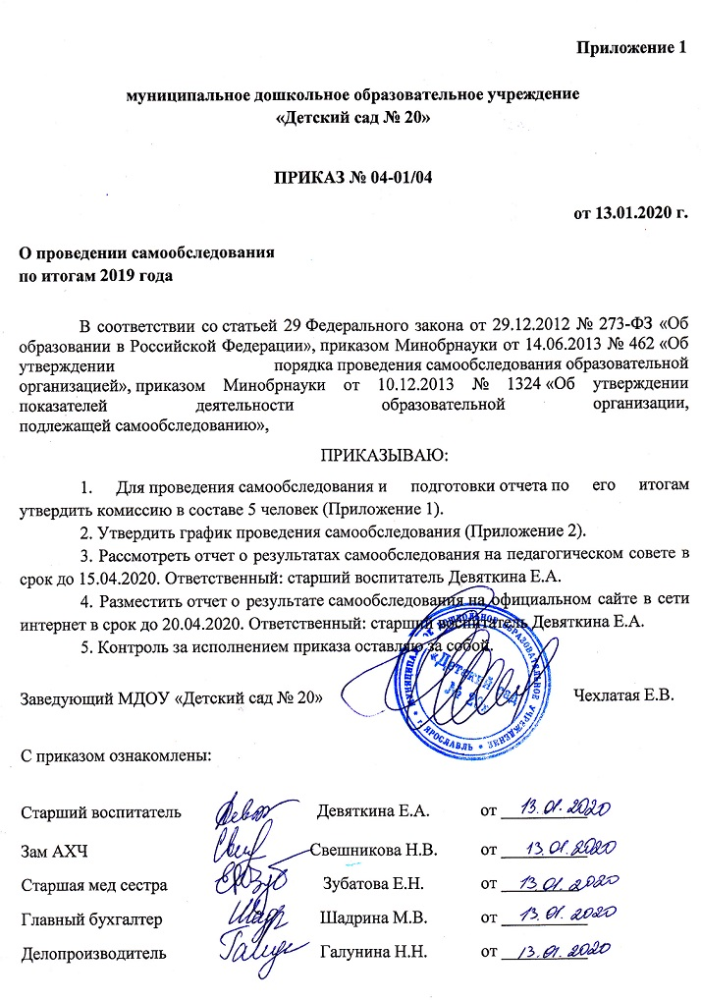 Приложение 1
муниципальное дошкольное образовательное учреждение
«Детский сад № 20»
ПРИКАЗ № 04-01/04
от 13.01.2020 г.
О проведении самообследования
по итогам 2019 года
В соответствии со статьей 29 Федерального закона от 29.12.2012 № 273-ФЗ «Об
образовании в Российской Федерации», приказом Минобрнауки от 14.06.2013 № 462 «Об
утверждении порядка проведения самообследования образовательной
организацией», приказом Минобрнауки от 10.12.2013 № 1324 «Об утверждении
показателей деятельности образовательной организации,
подлежащей самообследованию»,
ПРИКАЗЫВАЮ:
1. Для проведения самообследования и подготовки отчета по его итогам
утвердить комиссию в составе 5 человек (Приложение 1).
2. Утвердить график проведения самообследования (Приложение 2).
3. Рассмотреть отчет о результатах самообследования на педагогическом совете в
срок до 15.04.2020. Ответственный: старший воспитатель Девяткина Е.А.
4. Разместить отчет о результате самообследования на официальном сайте в сети
интернет в срок до 20.04.2020. Ответственный: старший воспитатель Девяткина Е.А.
5. Контроль за исполнением приказа оставляю за собой.
МУНИЦИПАЛЬНОЕ ДОШКОЛЬНОЕ ОБРАЗОВАТЕЛЬНОЕ УЧРЕЖДЕНИЕ * г. ЯРОСЛАВЛЬ *
«Детский сад
№ 20»
Заведующий МДОУ «Детский сад № 20» Чехлатая Е.В.
С приказом ознакомлены:
Старший воспитатель Девяткина Е.А. от 13.01.2020
Зам АХЧ Свешникова Н.В. от 13.01.2020
Старшая мед сестра Зубатова Е.Н. от 13.01.2020
Главный бухгалтер Шадрина М.В. от 13.01.2020
Делопроизводитель Галунина Н.Н. от 13.01.2020